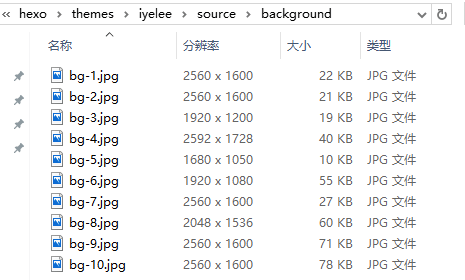 « hexo > themes > iyelee > source > background
名称 分辨率 大小 类型
bg-1.jpg 2560 x 1600 22 KB JPG 文件
bg-2.jpg 2560 x 1600 21 KB JPG 文件
bg-3.jpg 1920 x 1200 19 KB JPG 文件
bg-4.jpg 2592 x 1728 40 KB JPG 文件
bg-5.jpg 1680 x 1050 10 KB JPG 文件
bg-6.jpg 1920 x 1080 55 KB JPG 文件
bg-7.jpg 2560 x 1600 27 KB JPG 文件
bg-8.jpg 2048 x 1536 60 KB JPG 文件
bg-9.jpg 2560 x 1600 71 KB JPG 文件
bg-10.jpg 2560 x 1600 78 KB JPG 文件